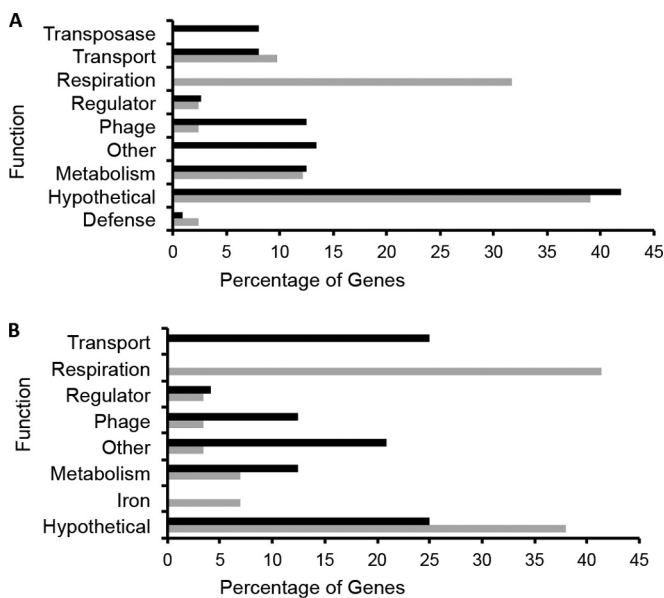 A
Function
Transposase
Transport
Respiration
Regulator
Phage
Other
Metabolism
Hypothetical
Defense
0 5 10 15 20 25 30 35 40 45
Percentage of Genes
B
Function
Transport
Respiration
Regulator
Phage
Other
Metabolism
Iron
Hypothetical
0 5 10 15 20 25 30 35 40 45
Percentage of Genes